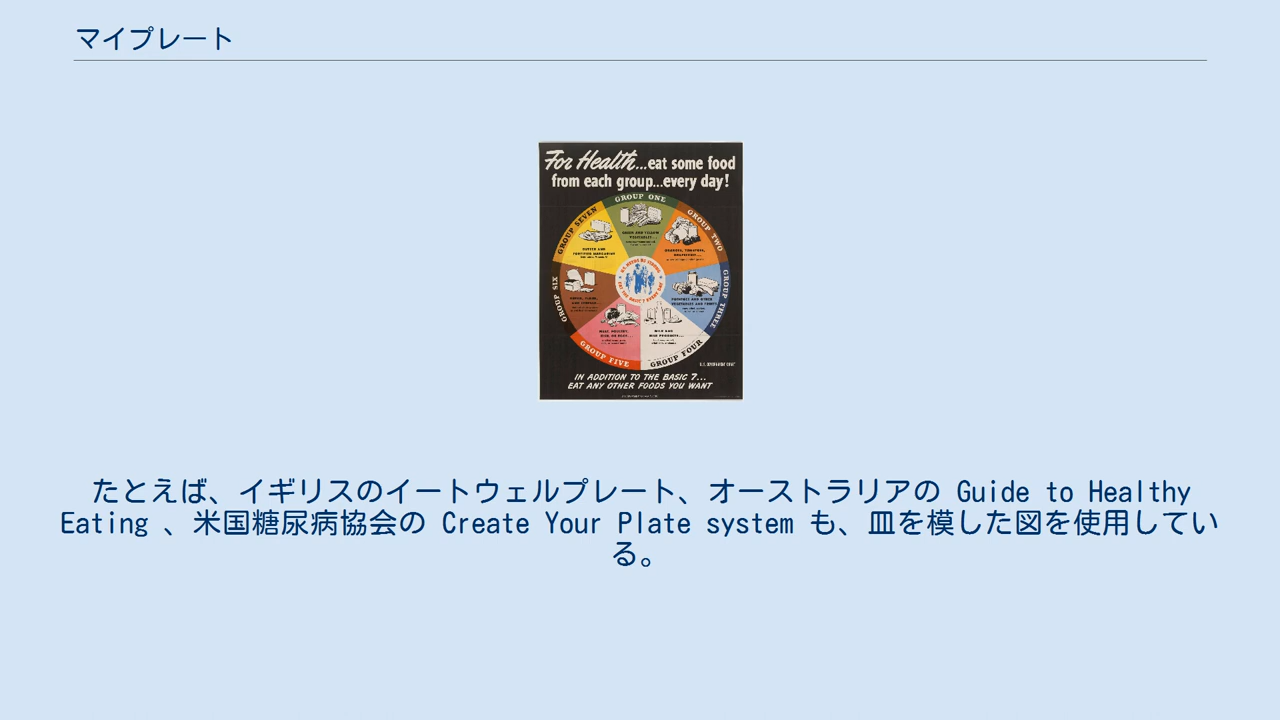 マイプレート
For Health...eat some food
from each group...every day!
GROUP ONE
GROUP TWO
GROUP THREE
GROUP FOUR
GROUP FIVE
GROUP SIX
GROUP SEVEN
IN ADDITION TO THE BASIC 7...
EAT ANY OTHER FOODS YOU WANT
たとえば、イギリスのイートウェルプレート、オーストラリアの Guide to Healthy
Eating 、米国糖尿病協会の Create Your Plate system も、皿を模した図を使用してい
る。